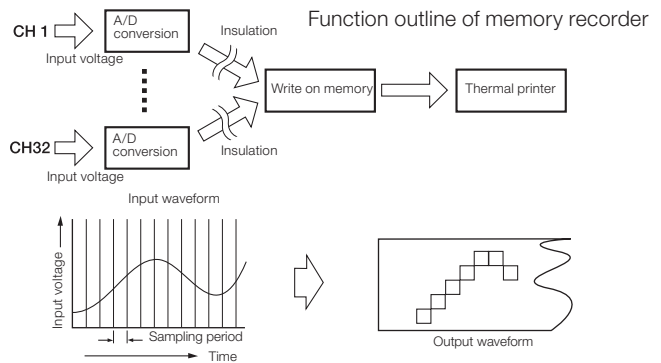 Function outline of memory recorder
CH 1
A/D
conversion
Insulation
Input voltage
Write on memory
Thermal printer
CH32
A/D
conversion
Insulation
Input voltage
Input waveform
Input voltage
Sampling period
Time
Output waveform